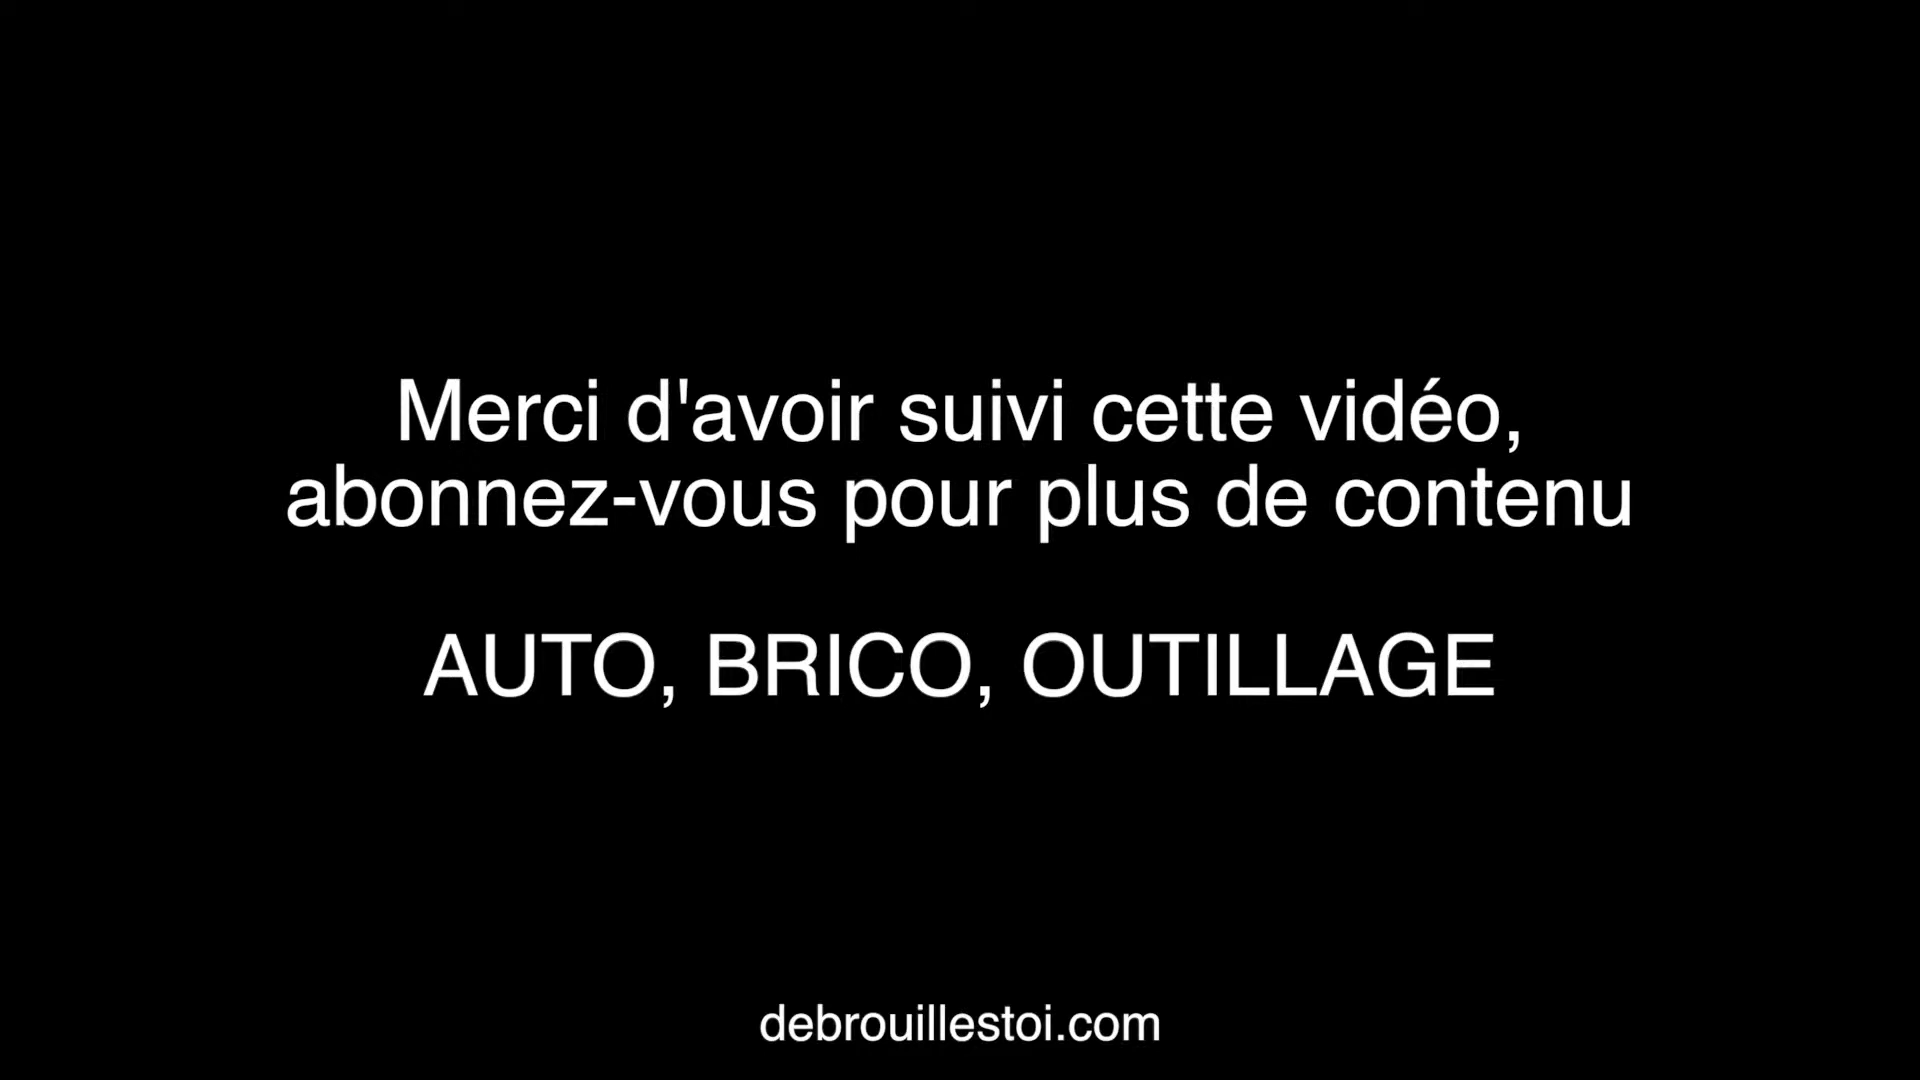 Merci d'avoir suivi cette vidéo,
abonnez-vous pour plus de contenu
AUTO, BRICO, OUTILLAGE
debrouillestoi.com